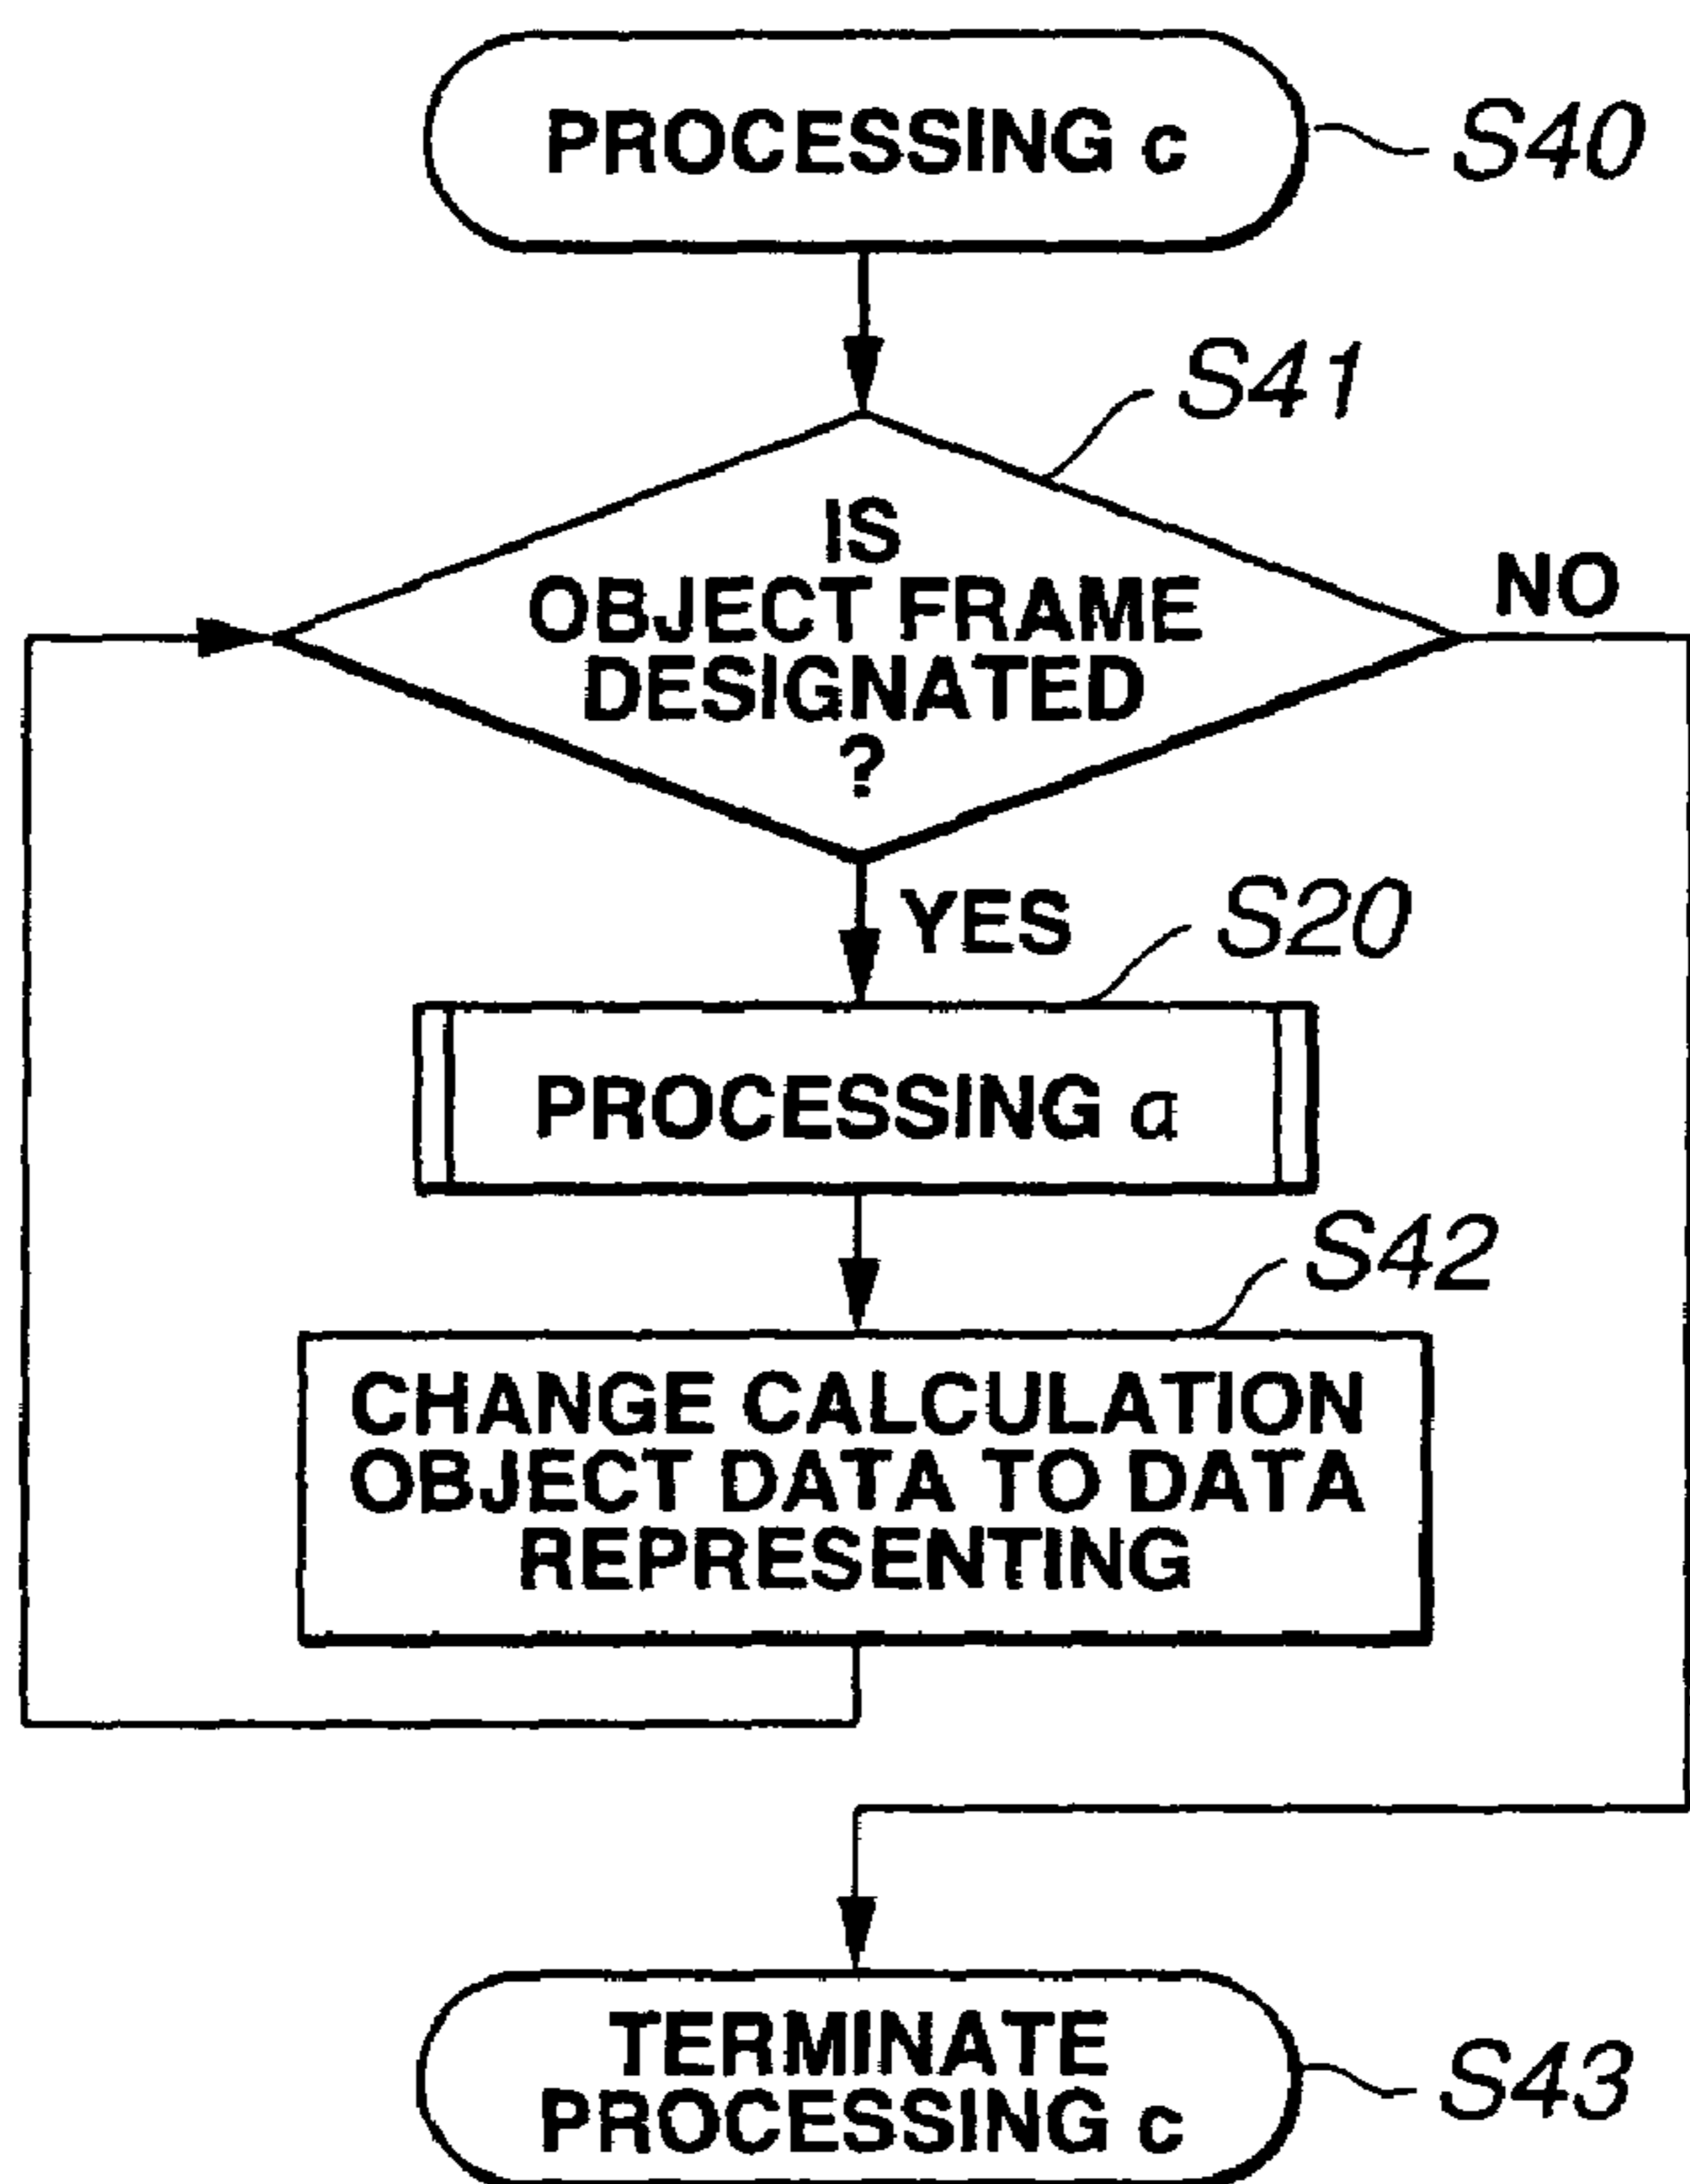 PROCESSING c
S40
S41
IS
OBJECT FRAME
DESIGNATED
?
NO
YES
S20
PROCESSING a
S42
CHANGE CALCULATION
OBJECT DATA TO DATA
REPRESENTING
TERMINATE
PROCESSING c
S43